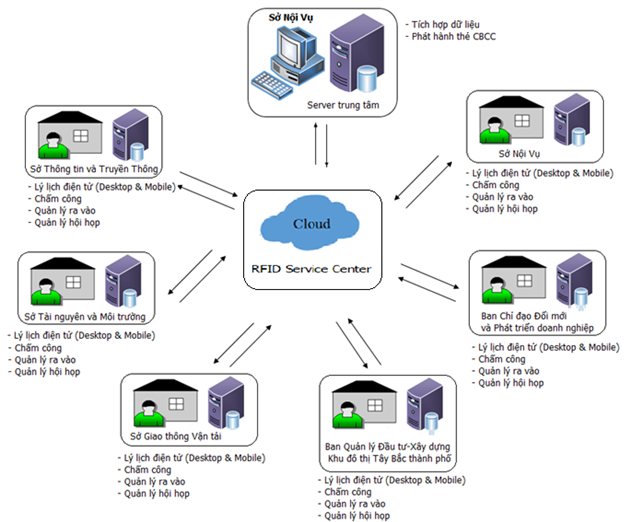 Sở Nội Vụ
Server trung tâm
- Tích hợp dữ liệu
- Phát hành thẻ CBCC
Sở Thông tin và Truyền Thông
- Lý lịch điện tử (Desktop & Mobile)
- Chấm công
- Quản lý ra vào
- Quản lý hội họp
Sở Nội Vụ
- Lý lịch điện tử (Desktop & Mobile)
- Chấm công
- Quản lý ra vào
- Quản lý hội họp
Cloud
RFID Service Center
Sở Tài nguyên và Môi trường
- Lý lịch điện tử (Desktop & Mobile)
- Chấm công
- Quản lý ra vào
- Quản lý hội họp
Ban Chỉ đạo Đổi mới
và Phát triển doanh nghiệp
- Lý lịch điện tử (Desktop & Mobile)
- Chấm công
- Quản lý ra vào
- Quản lý hội họp
Sở Giao thông Vận tải
- Lý lịch điện tử (Desktop & Mobile)
- Chấm công
- Quản lý ra vào
- Quản lý hội họp
Ban Quản lý Đầu tư-Xây dựng
Khu đô thị Tây Bắc thành phố
- Lý lịch điện tử (Desktop & Mobile)
- Chấm công
- Quản lý ra vào
- Quản lý hội họp